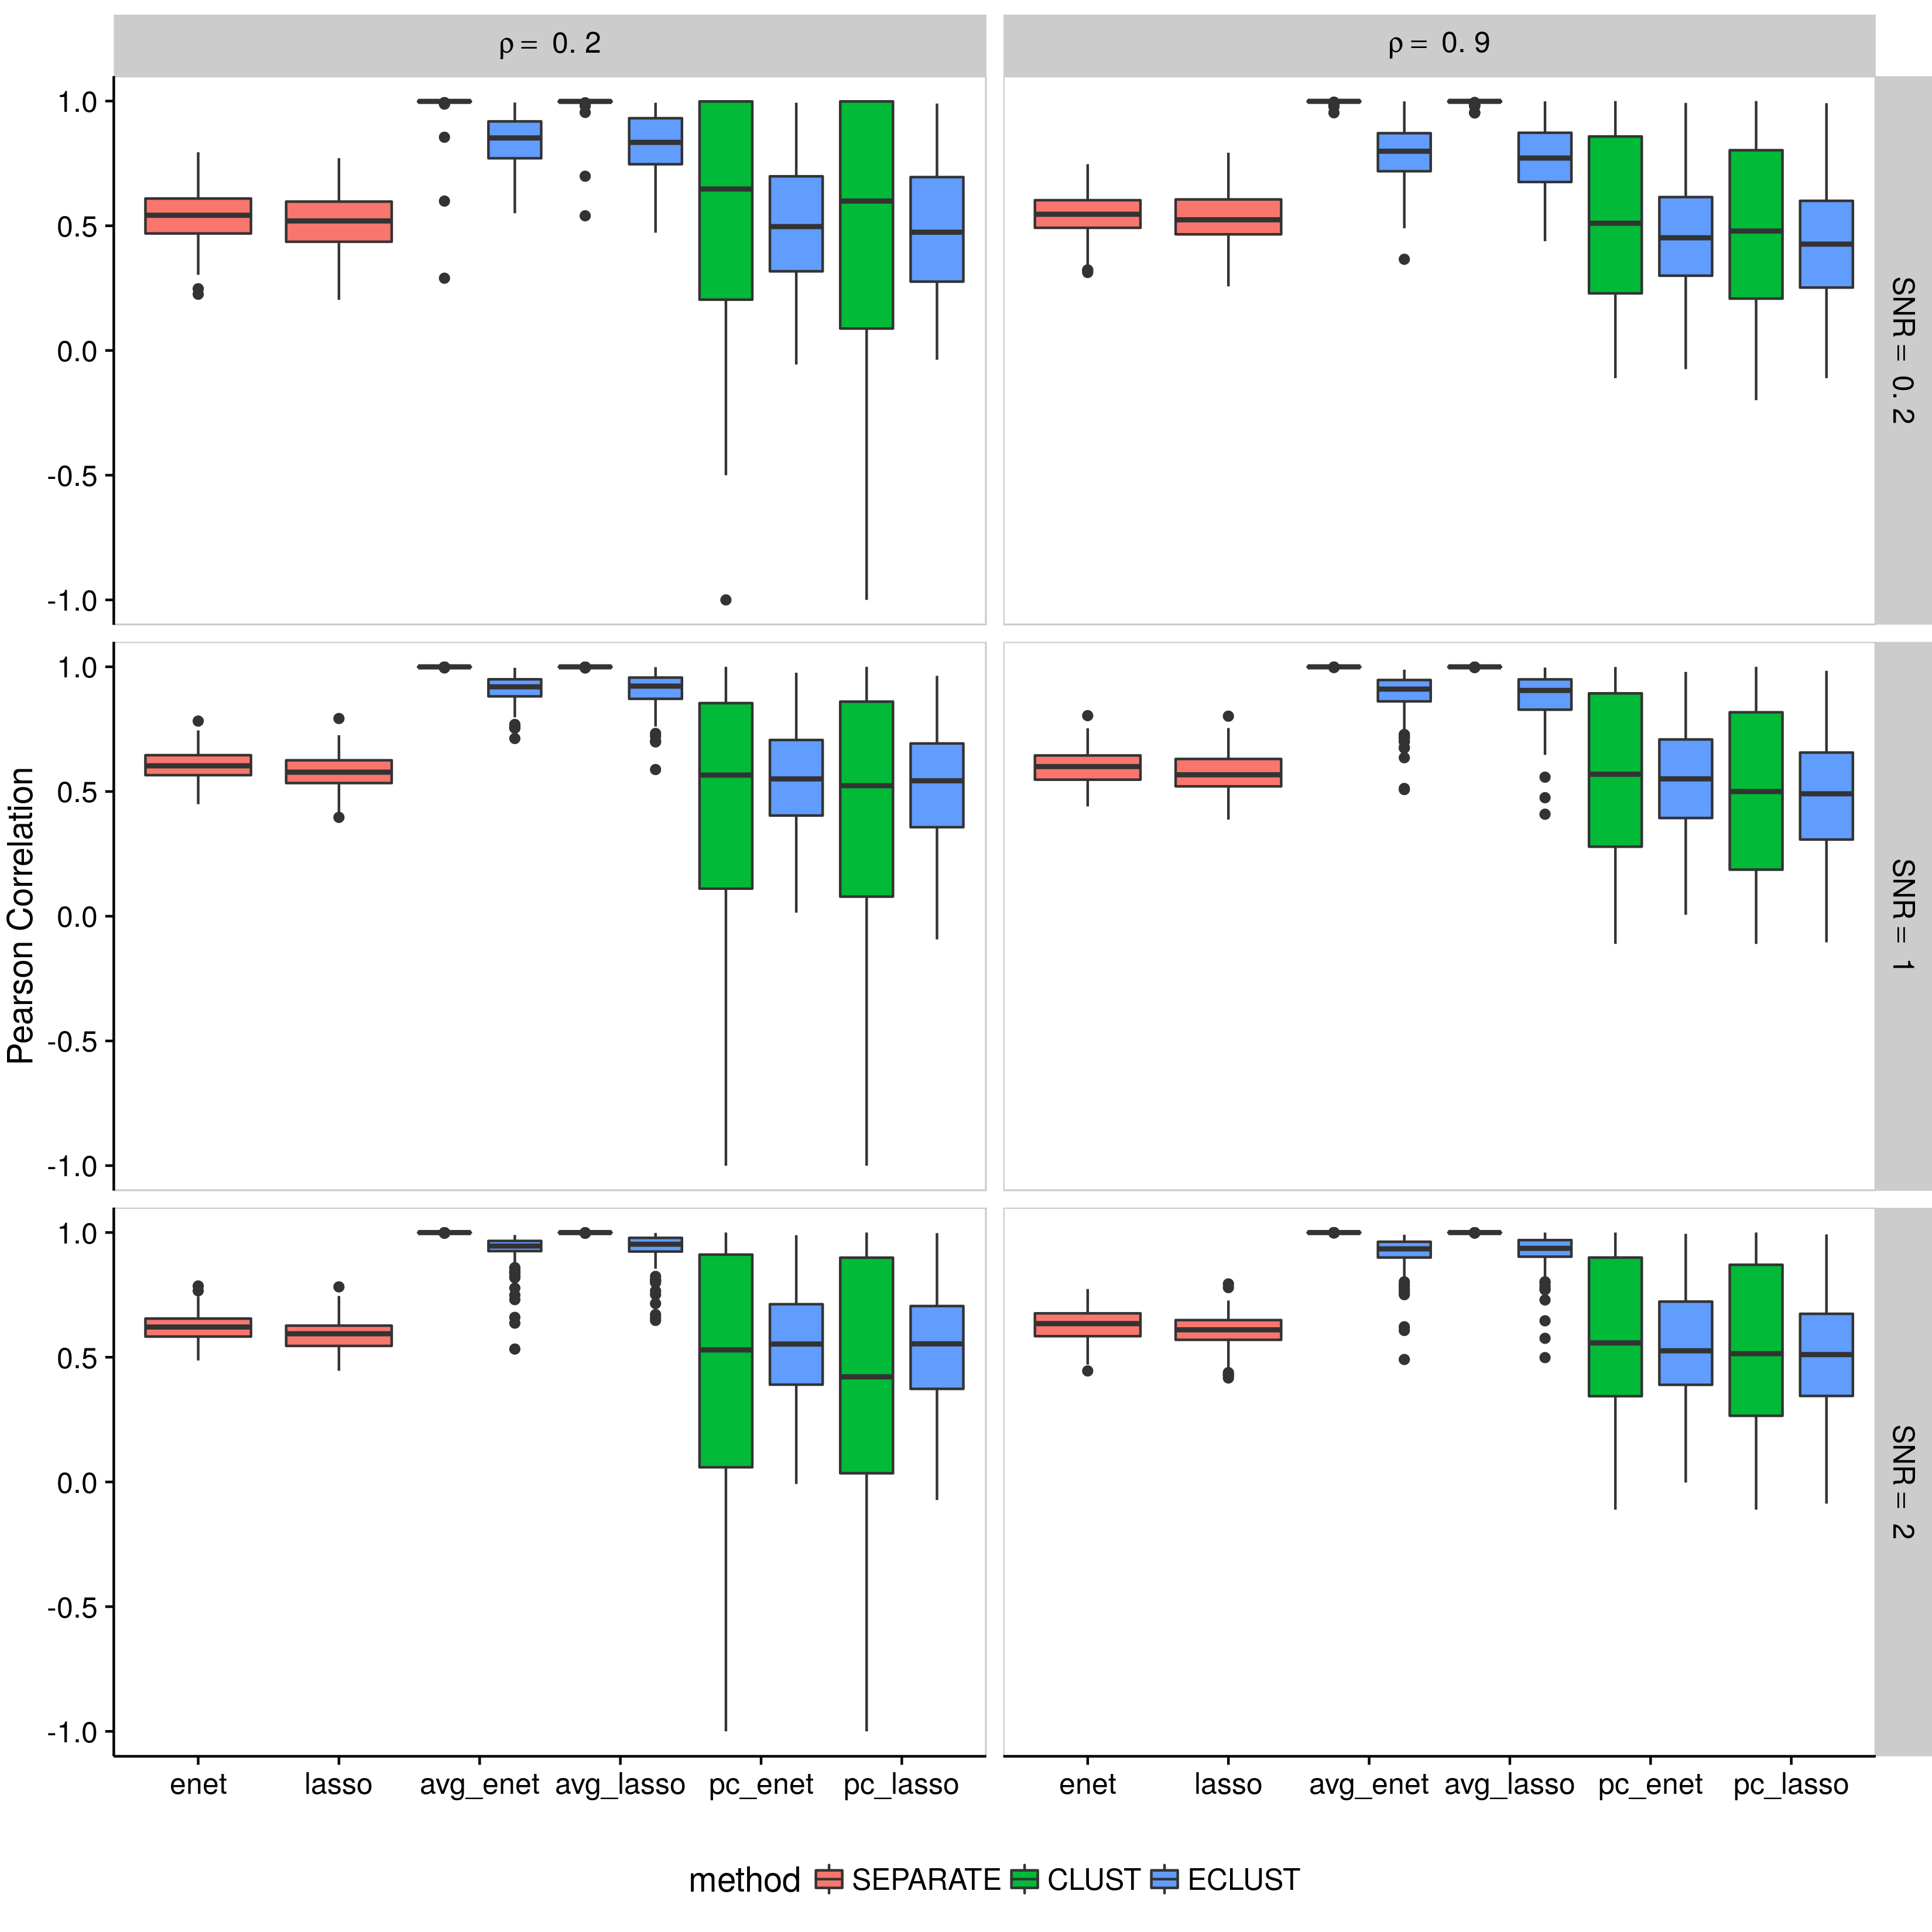 ρ = 0.2
ρ = 0.9
1.0
0.5
0.0
-0.5
-1.0
SNR = 0.2
1.0
0.5
0.0
-0.5
-1.0
SNR = 1
1.0
0.5
0.0
-0.5
-1.0
SNR = 2
Pearson Correlation
enet lasso avg_enet avg_lasso pc_enet pc_lasso
enet lasso avg_enet avg_lasso pc_enet pc_lasso
method SEPARATE CLUST ECLUST